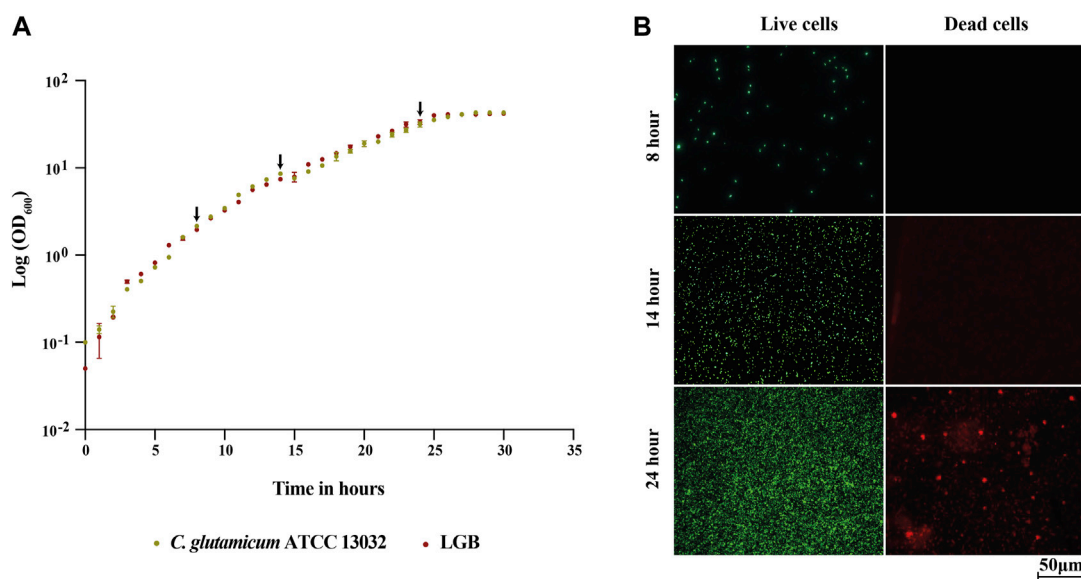 A
Log (OD600)
10²
10¹
10⁰
10⁻¹
10⁻²
0 5 10 15 20 25 30 35
Time in hours
C. glutamicum ATCC 13032 LGB
B
Live cells Dead cells
8 hour
14 hour
24 hour
50μm